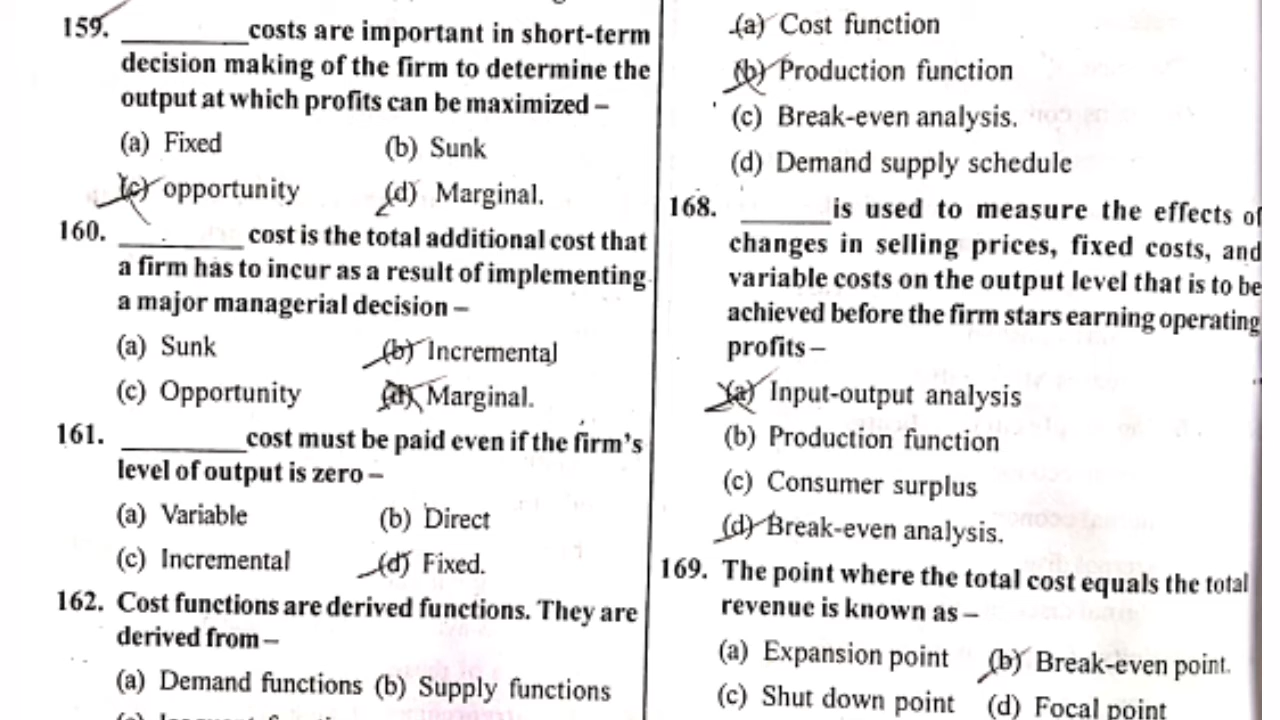 159. ________costs are important in short-term
decision making of the firm to determine the
output at which profits can be maximized –
(a) Fixed (b) Sunk
(c) opportunity (d) Marginal.
160. ________ cost is the total additional cost that
a firm has to incur as a result of implementing
a major managerial decision –
(a) Sunk (b) Incremental
(c) Opportunity (d) Marginal.
161. ________cost must be paid even if the firm's
level of output is zero –
(a) Variable (b) Direct
(c) Incremental (d) Fixed.
162. Cost functions are derived functions. They are
derived from –
(a) Demand functions (b) Supply functions
(a) Cost function
(b) Production function
(c) Break-even analysis.
(d) Demand supply schedule
168. ______is used to measure the effects of
changes in selling prices, fixed costs, and
variable costs on the output level that is to be
achieved before the firm stars earning operating
profits –
(a) Input-output analysis
(b) Production function
(c) Consumer surplus
(d) Break-even analysis.
169. The point where the total cost equals the total
revenue is known as –
(a) Expansion point (b) Break-even point.
(c) Shut down point (d) Focal point